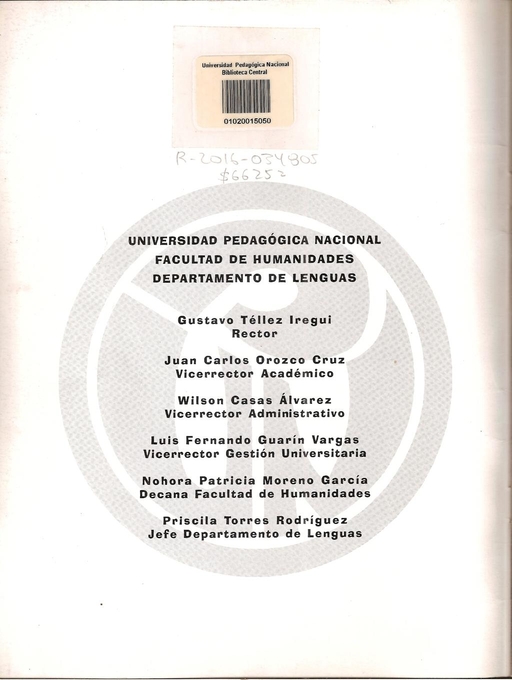 Universidad Pedagógica Nacional
Biblioteca Central
01020015050
R-2016-034805
$66252
UNIVERSIDAD PEDAGÓGICA NACIONAL
FACULTAD DE HUMANIDADES
DEPARTAMENTO DE LENGUAS
Gustavo Téllez Iregui
Rector
Juan Carlos Orozco Cruz
Vicerrector Académico
Wilson Casas Álvarez
Vicerrector Administrativo
Luis Fernando Guarín Vargas
Vicerrector Gestión Universitaria
Nohora Patricia Moreno García
Decana Facultad de Humanidades
Priscila Torres Rodríguez
Jefe Departamento de Lenguas